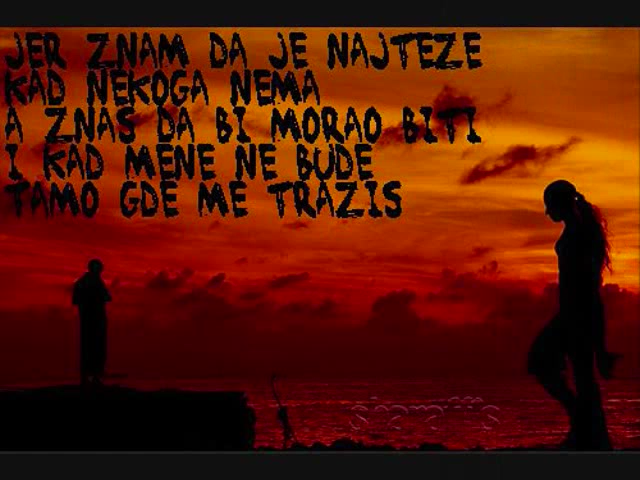 JER ZNAM DA JE NAJTEZE
KAD NEKOGA NEMA
A ZNAS DA BI MORAO BITI
I KAD MENE NE BUDE
TAMO GDE ME TRAZIS